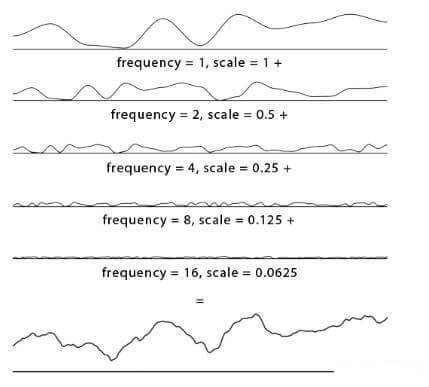 frequency = 1, scale = 1 +
frequency = 2, scale = 0.5 +
frequency = 4, scale = 0.25 +
frequency = 8, scale = 0.125 +
frequency = 16, scale = 0.0625
=